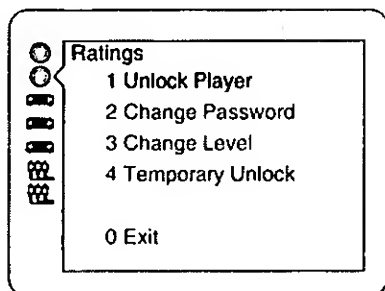 Ratings
1 Unlock Player
2 Change Password
3 Change Level
4 Temporary Unlock
0 Exit